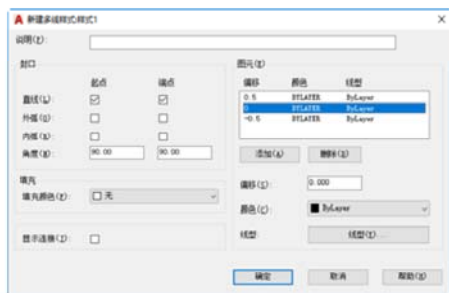 新建多线样式:样式1
说明(P):
封口
起点 端点
直线(L):
外弧(O):
内弧(R):
角度(N): 90.00 90.00
填充
填充颜色(F): 无
显示连接(J):
图元(E)
偏移 颜色 线型
0.5 BYLAYER ByLayer
0 BYLAYER ByLayer
-0.5 BYLAYER ByLayer
添加(A) 删除(D)
偏移(S): 0.000
颜色(C): ByLayer
线型: 线型(Y)...
确定 取消 帮助(H)